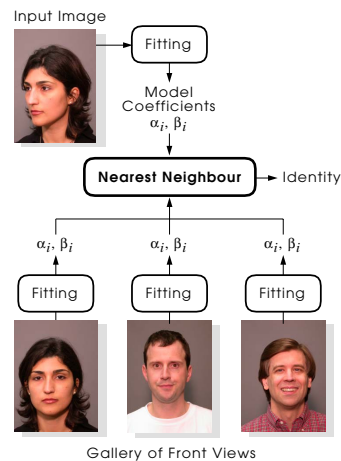 Input Image
Fitting
Model
Coefficients
αi, βi
Nearest Neighbour
Identity
αi, βi
αi, βi
αi, βi
Fitting
Fitting
Fitting
Gallery of Front Views